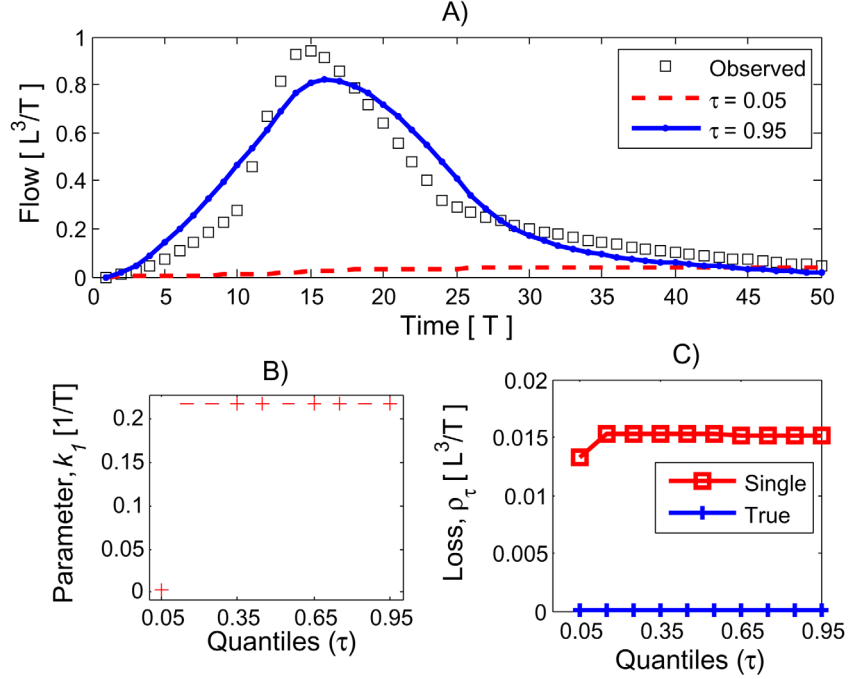 A)
Flow [ L³/T]
1
0.8
0.6
0.4
0.2
0
Observed
τ = 0.05
τ = 0.95
5 10 15 20 25 30 35 40 45 50
Time [ T ]
B)
Parameter, k₁ [1/T]
0.2
0.15
0.1
0.05
0
0.05 0.35 0.65 0.95
Quantiles (τ)
C)
Loss, ρτ [ L³/T]
0.02
0.015
0.01
0.005
0
Single
True
0.05 0.35 0.65 0.95
Quantiles (τ)